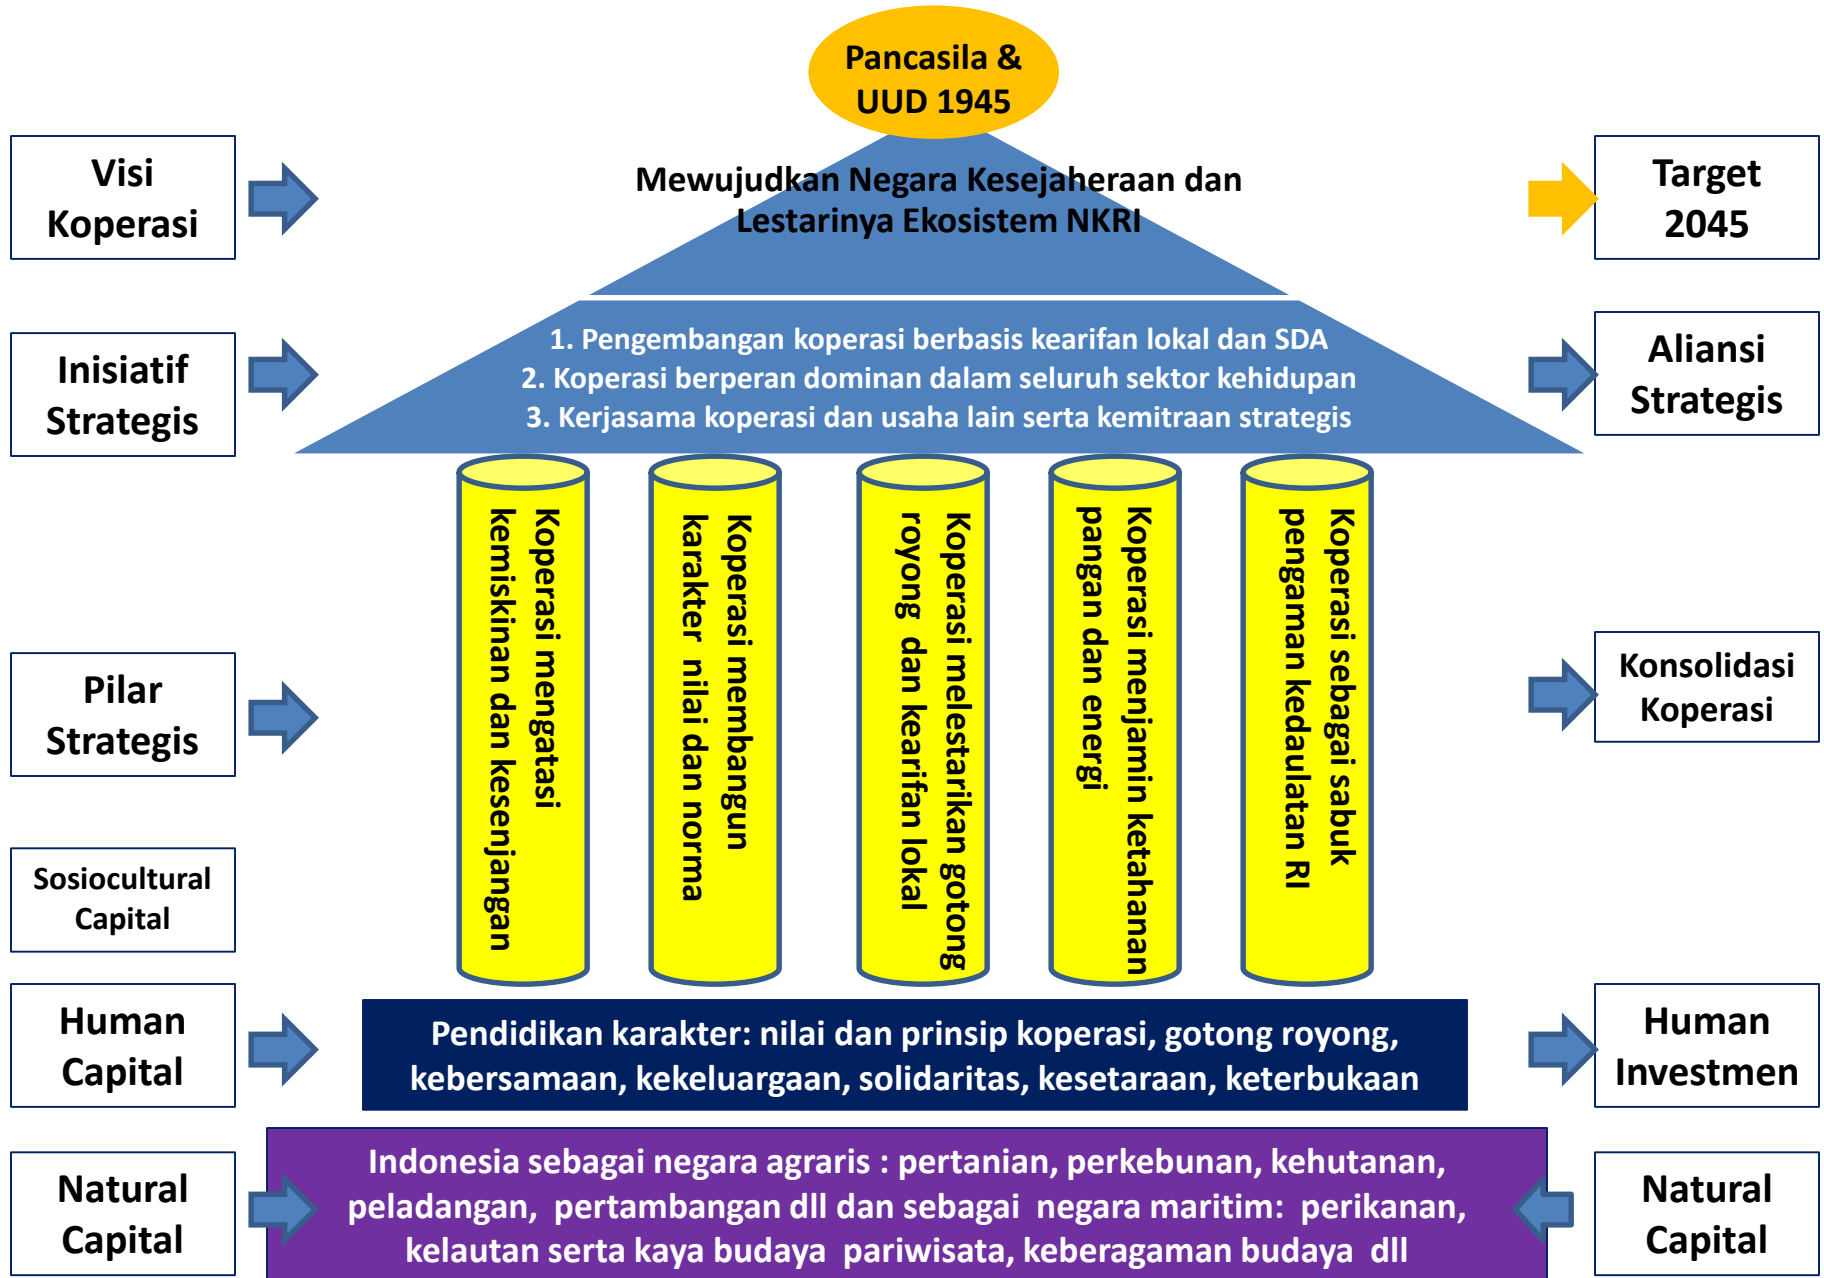 Pancasila &
UUD 1945
Visi
Koperasi
Mewujudkan Negara Kesejaheraan dan
Lestarinya Ekosistem NKRI
Target
2045
Inisiatif
Strategis
1. Pengembangan koperasi berbasis kearifan lokal dan SDA
2. Koperasi berperan dominan dalam seluruh sektor kehidupan
3. Kerjasama koperasi dan usaha lain serta kemitraan strategis
Aliansi
Strategis
Pilar
Strategis
Koperasi mengatasi
kemiskinan dan kesenjangan
Koperasi membangun
karakter nilai dan norma
Koperasi melestarikan gotong
royong dan kearifan lokal
Koperasi menjamin ketahanan
pangan dan energi
Koperasi sebagai sabuk
pengaman kedaulatan RI
Konsolidasi
Koperasi
Sosiocultural
Capital
Human
Capital
Pendidikan karakter: nilai dan prinsip koperasi, gotong royong,
kebersamaan, kekeluargaan, solidaritas, kesetaraan, keterbukaan
Human
Investmen
Natural
Capital
Indonesia sebagai negara agraris : pertanian, perkebunan, kehutanan,
peladangan, pertambangan dll dan sebagai negara maritim: perikanan,
kelautan serta kaya budaya pariwisata, keberagaman budaya dll
Natural
Capital